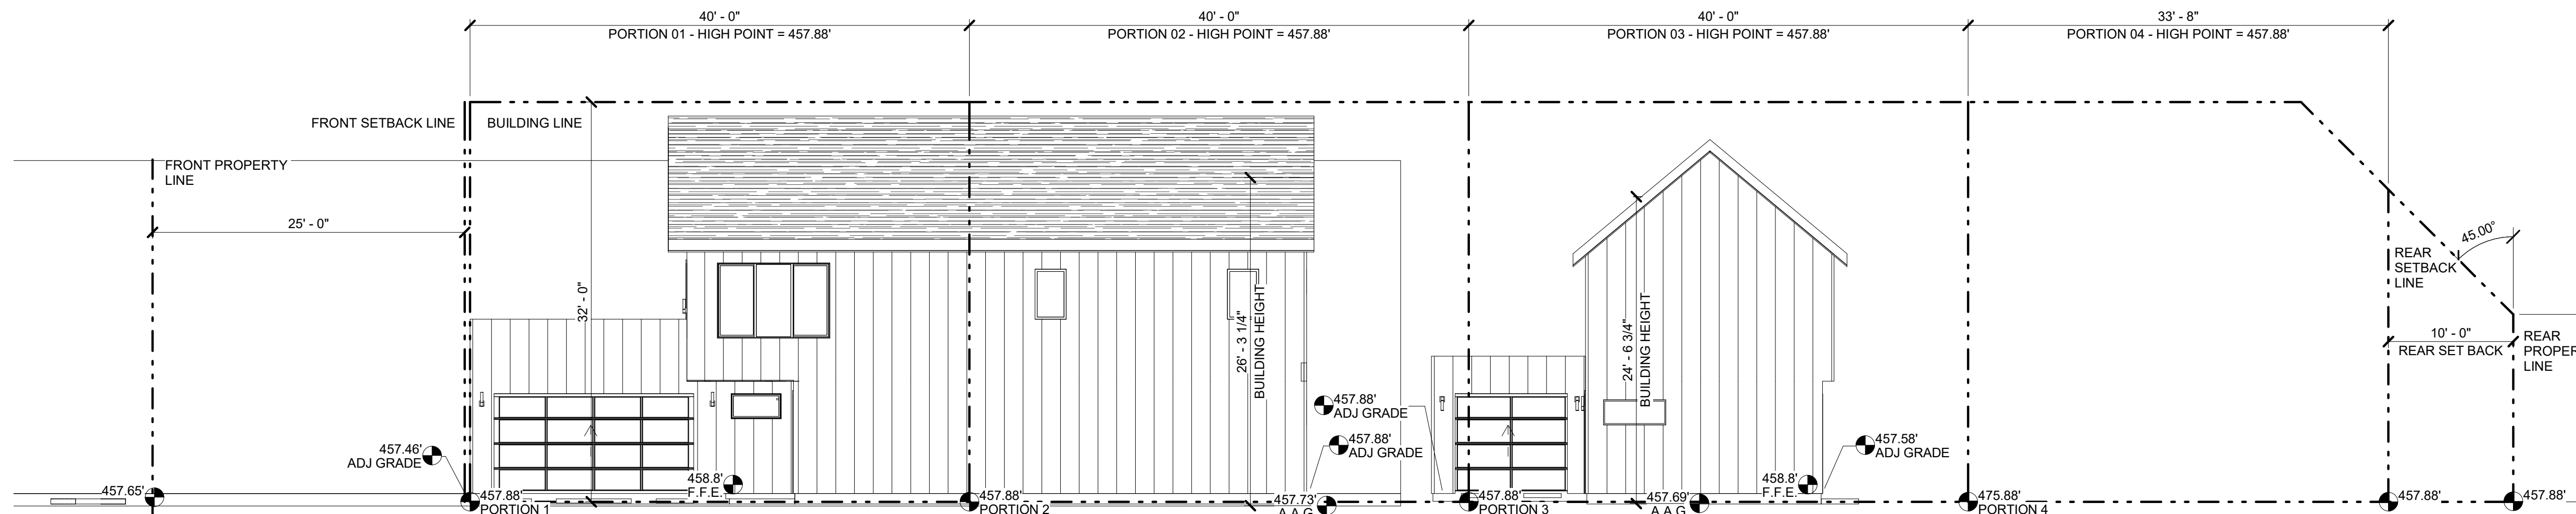 40' - 0"
40' - 0"
40' - 0"
33' - 8"
PORTION 01 - HIGH POINT = 457.88'
PORTION 02 - HIGH POINT = 457.88'
PORTION 03 - HIGH POINT = 457.88'
PORTION 04 - HIGH POINT = 457.88'
FRONT SETBACK LINE
BUILDING LINE
FRONT PROPERTY
LINE
25' - 0"
32' - 0"
26' - 3 1/4"
BUILDING HEIGHT
24' - 6 3/4"
BUILDING HEIGHT
45.00°
REAR
SETBACK
LINE
10' - 0"
REAR SET BACK
REAR
PROPER
LINE
457.88'
ADJ GRADE
457.88'
ADJ GRADE
457.46'
ADJ GRADE
457.58'
ADJ GRADE
458.8'
F.F.E.
458.8'
F.F.E.
457.65'
457.88'
PORTION 1
457.88'
PORTION 2
457.73'
A.A.G.
457.88'
PORTION 3
457.69'
A.A.G.
475.88'
PORTION 4
457.88'
457.88'